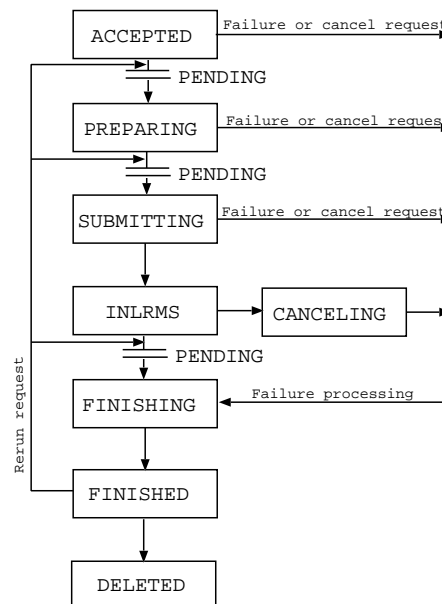 Failure or cancel request
ACCEPTED
PENDING
Failure or cancel request
PREPARING
PENDING
Failure or cancel request
SUBMITTING
INLRMS
CANCELING
PENDING
Failure processing
FINISHING
Rerun request
FINISHED
DELETED